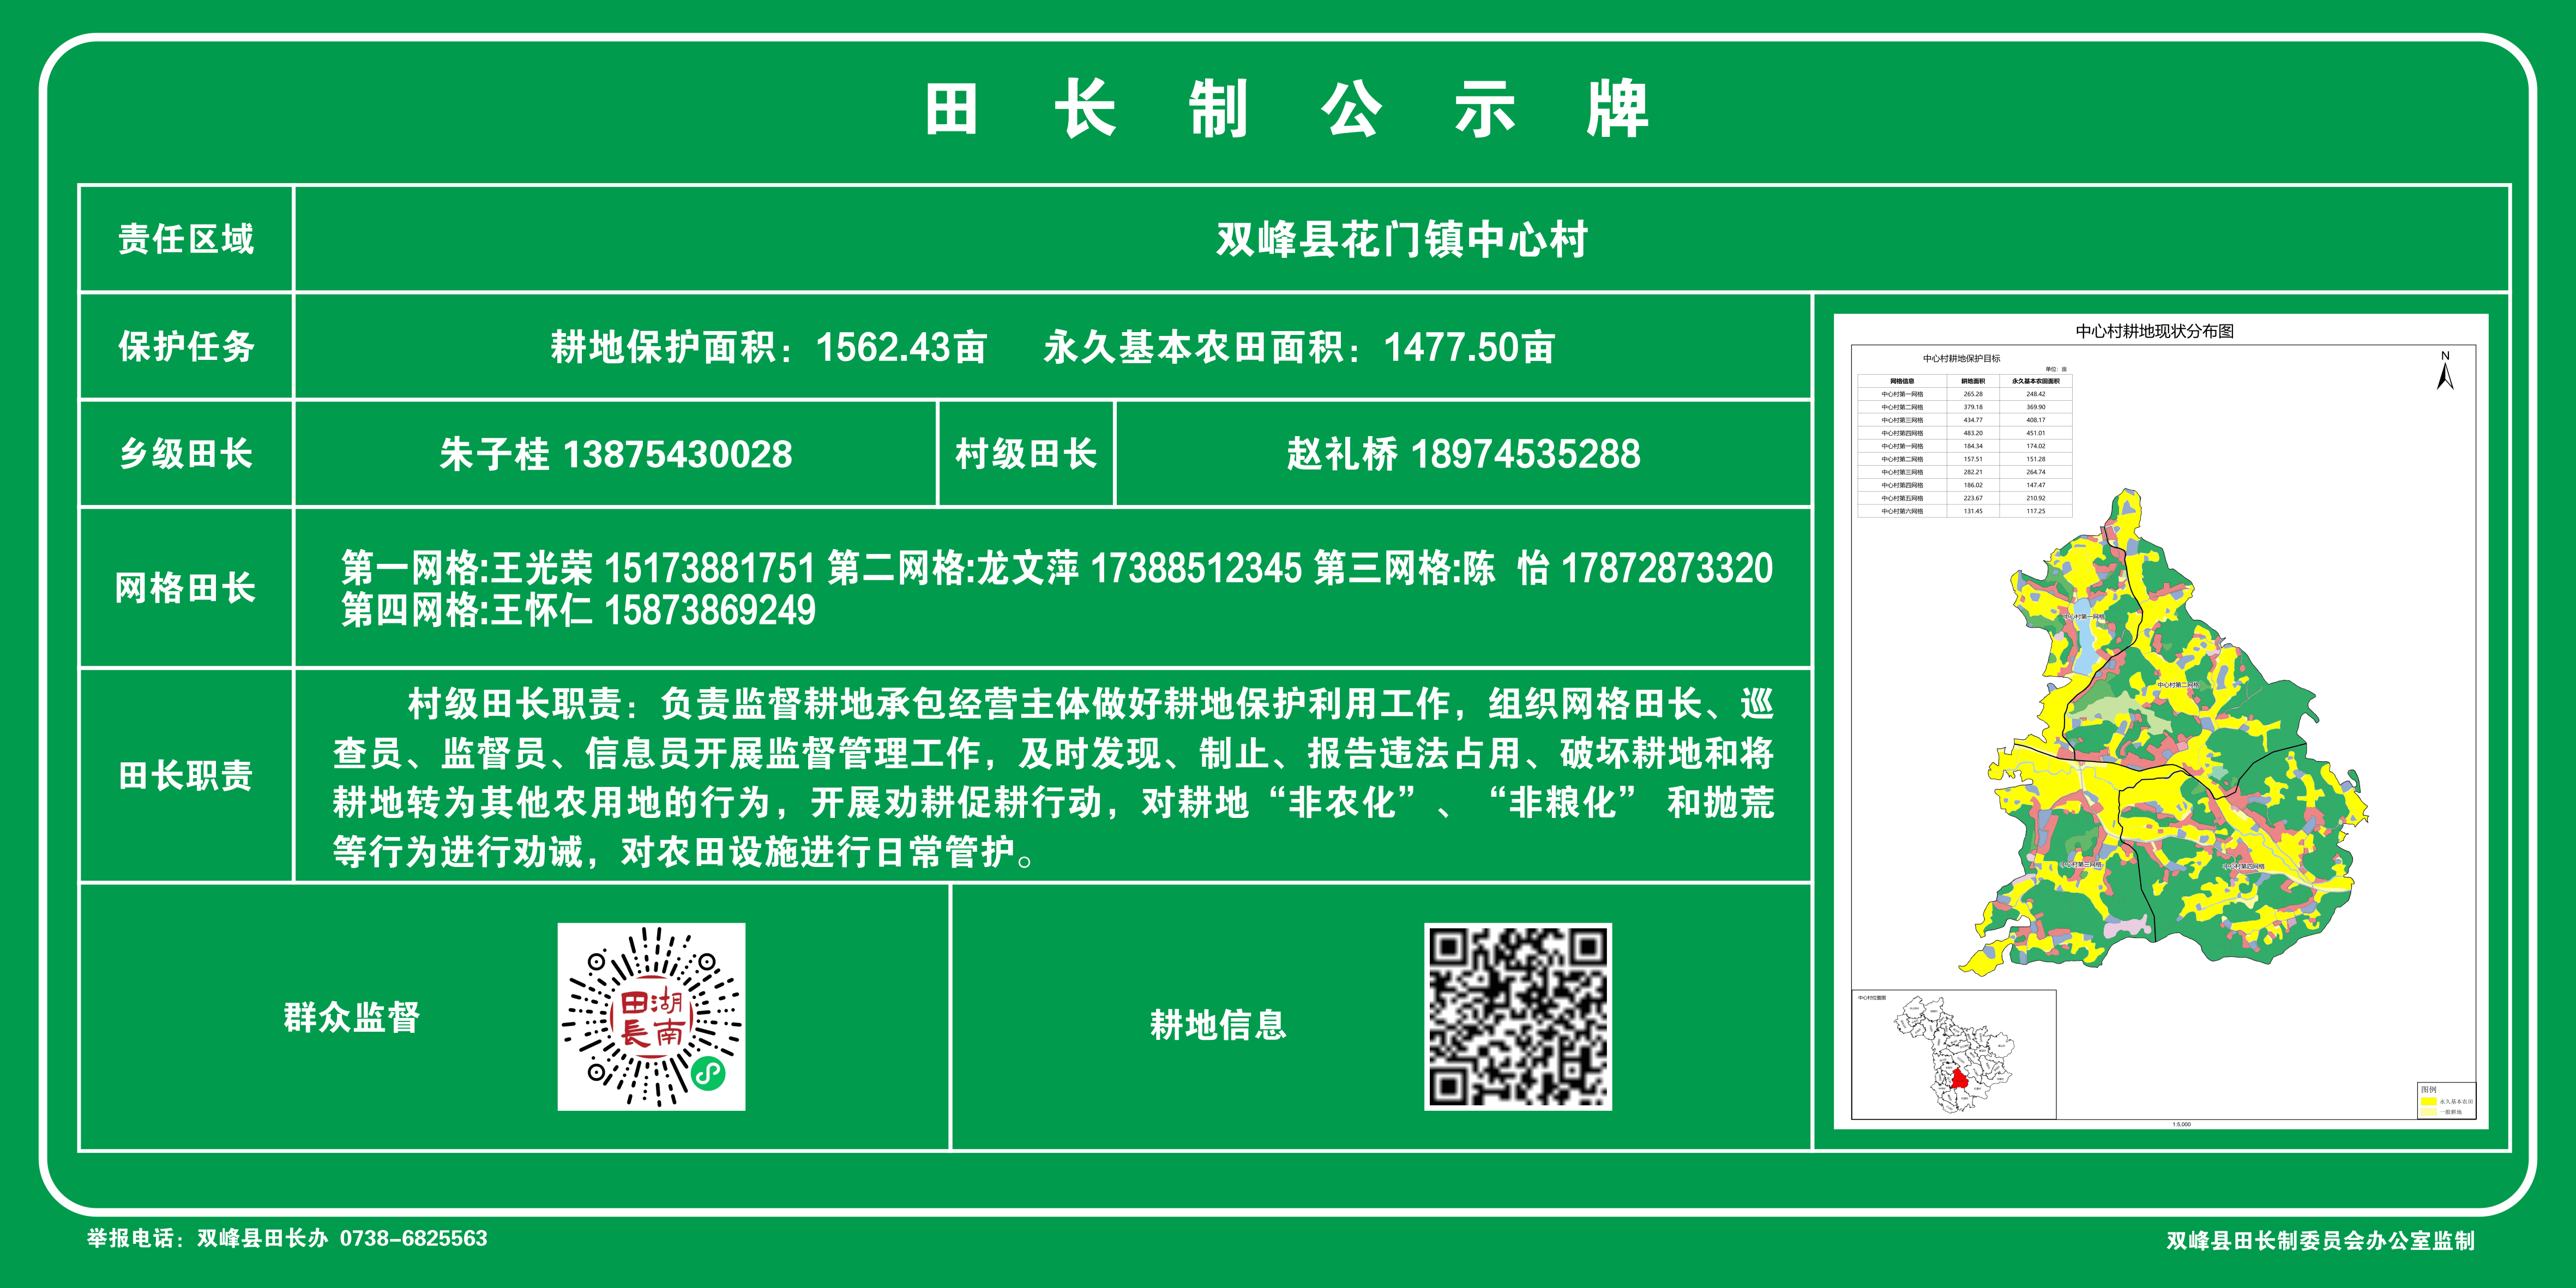 田长制公示牌
责任区域
双峰县花门镇中心村
保护任务
耕地保护面积：1562.43亩 永久基本农田面积：1477.50亩
乡级田长
朱子桂 13875430028
村级田长
赵礼桥 18974535288
网格田长
第一网格:王光荣 15173881751 第二网格:龙文萍 17388512345 第三网格:陈 怡 17872873320
第四网格:王怀仁 15873869249
田长职责
村级田长职责：负责监督耕地承包经营主体做好耕地保护利用工作，组织网格田长、巡
查员、监督员、信息员开展监督管理工作，及时发现、制止、报告违法占用、破坏耕地和将
耕地转为其他农用地的行为，开展劝耕促耕行动，对耕地“非农化”、“非粮化” 和抛荒
等行为进行劝诫，对农田设施进行日常管护。
群众监督
湖南
田長
耕地信息
中心村耕地现状分布图
中心村耕地保护目标
单位：亩
网格信息 耕地面积 永久基本农田面积
中心村第一网格 265.28 248.42
中心村第二网格 379.18 369.90
中心村第三网格 434.77 408.17
中心村第四网格 483.20 451.01
中心村第一网格 184.34 174.02
中心村第二网格 157.51 151.28
中心村第三网格 282.21 264.74
中心村第四网格 186.02 147.47
中心村第五网格 223.67 210.92
中心村第六网格 131.45 117.25
N
中心村第一网格
中心村第二网格
中心村第三网格
中心村第四网格
中心村位置图
图例
永久基本农田
一般耕地
1:5,000
举报电话：双峰县田长办 0738-6825563
双峰县田长制委员会办公室监制